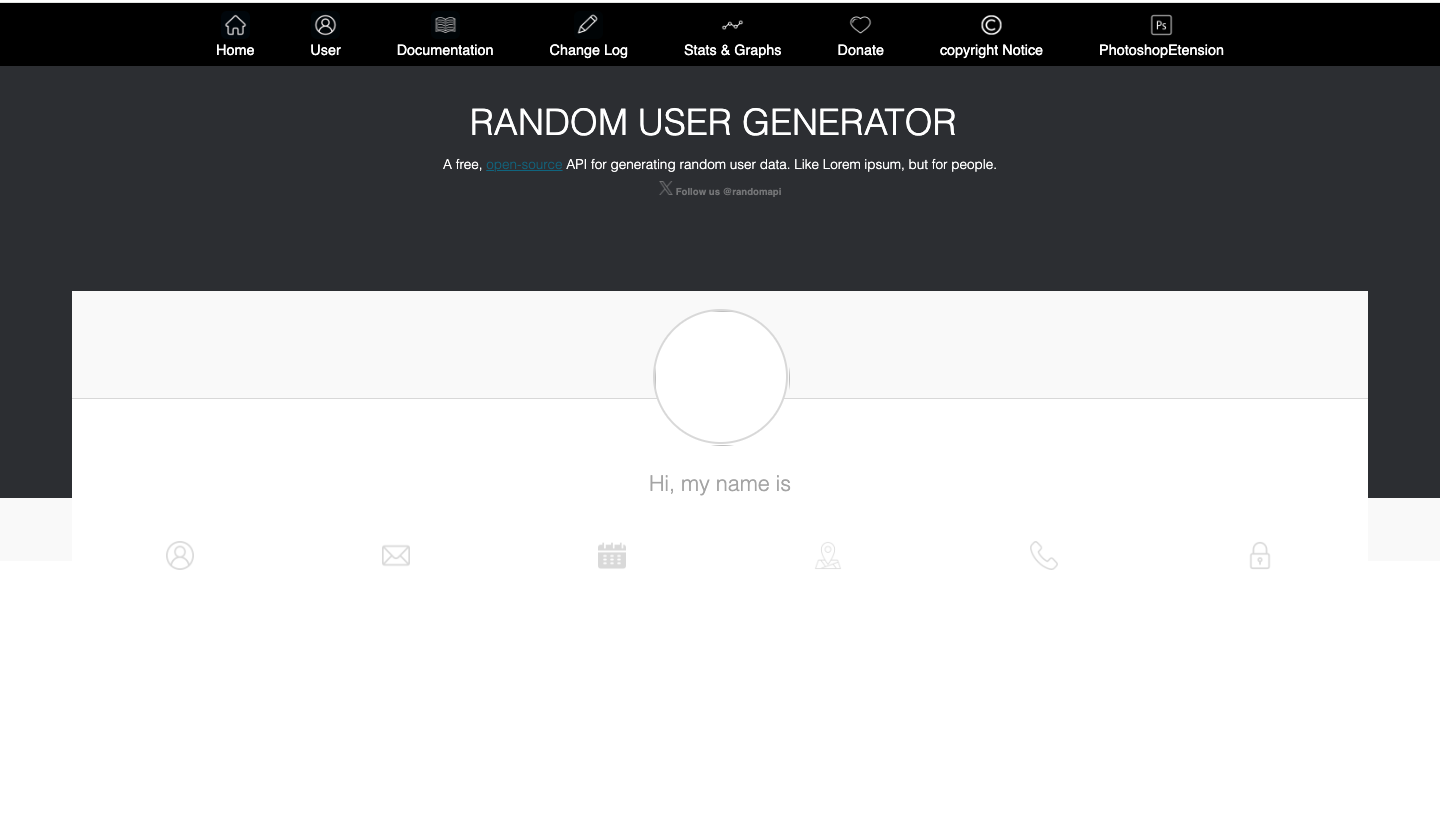 Home User Documentation Change Log Stats & Graphs Donate copyright Notice PhotoshopEtension
Ps
RANDOM USER GENERATOR
A free, open-source API for generating random user data. Like Lorem ipsum, but for people.
Follow us @randomapi
Hi, my name is